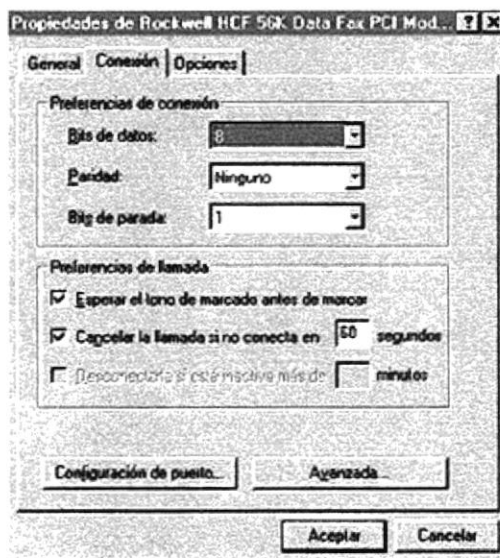 Propiedades de Rockwell HCF 56K Data Fax PCI Mod... ? X
General Conexión Opciones
Preferencias de conexión
Bits de datos: 8
Paridad: Ninguno
Bits de parada: 1
Preferencias de llamada
Esperar el tono de marcado antes de marcar
Cancelar la llamada si no conecta en 60 segundos
Desconectarla si está inactiva más de minutos
Configuración de puerto... Avanzada...
Aceptar Cancelar